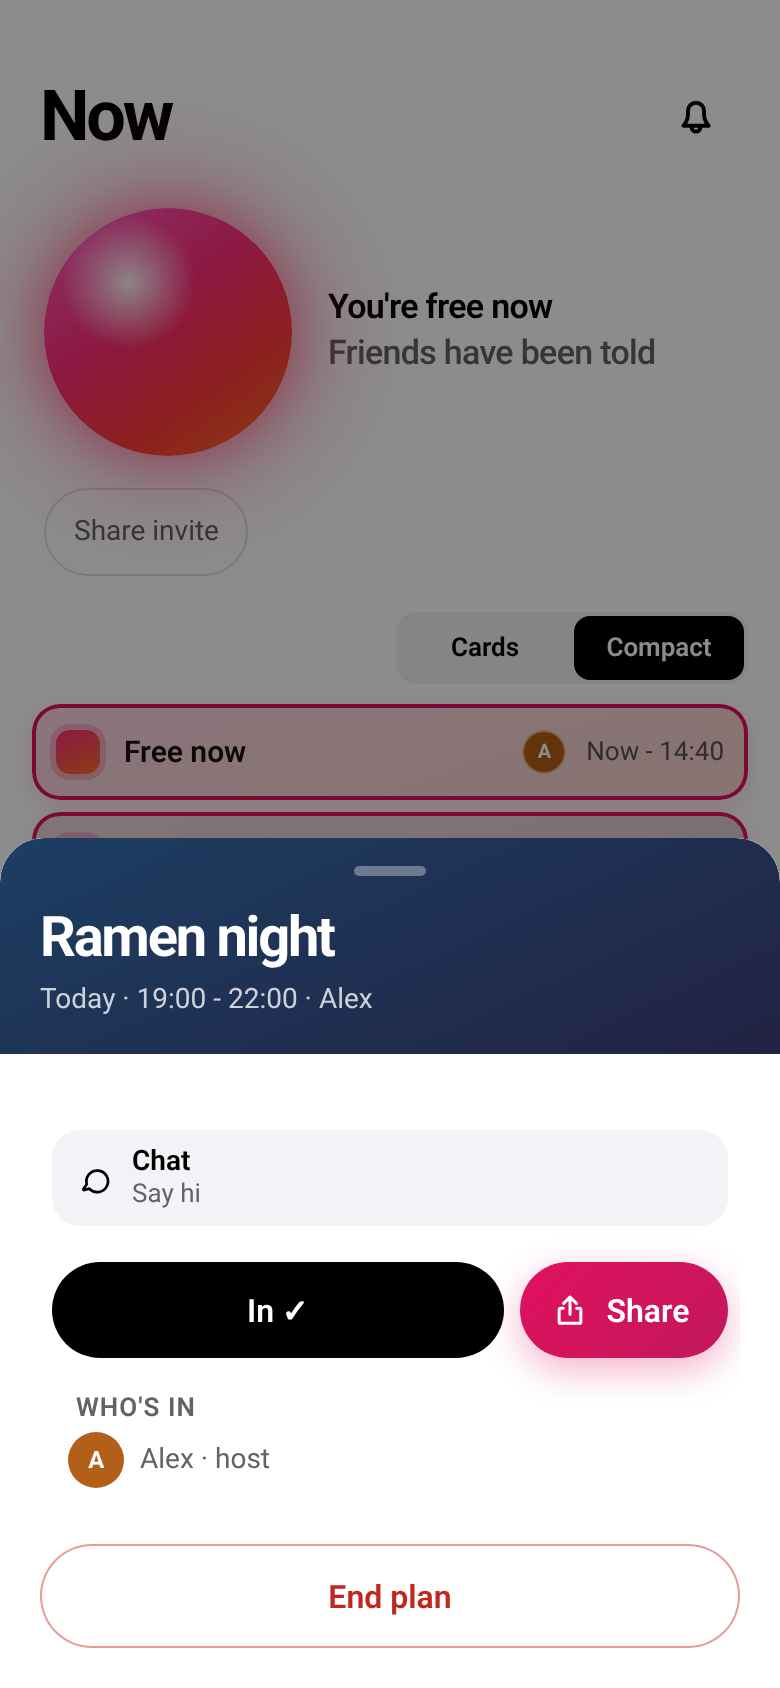 Now
You're free now
Friends have been told
Share invite
Cards
Compact
Free now
A
Now - 14:40
Ramen night
Today · 19:00 - 22:00 · Alex
Chat
Say hi
In ✓
Share
WHO'S IN
A
Alex · host
End plan